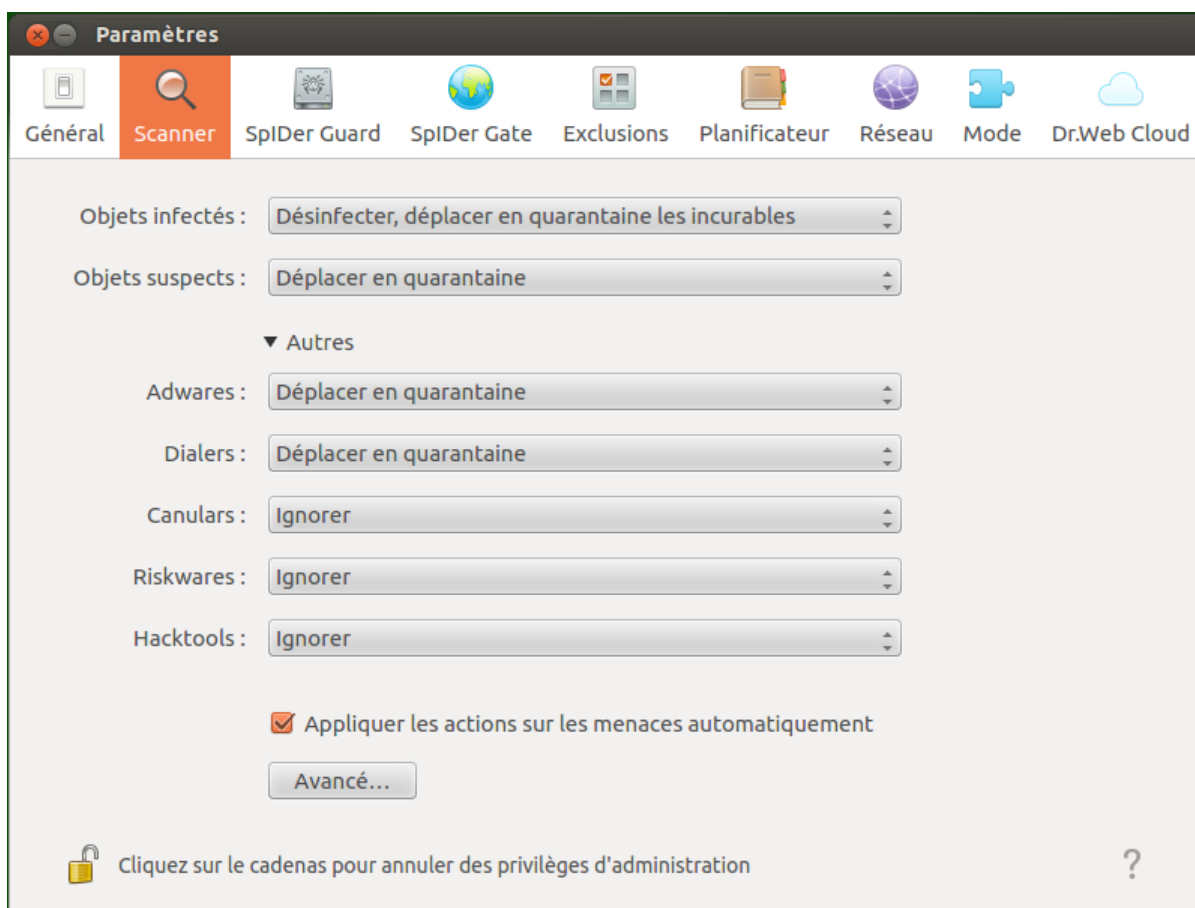 Paramètres
Général Scanner SpIDer Guard SpIDer Gate Exclusions Planificateur Réseau Mode Dr.Web Cloud
Objets infectés : Désinfecter, déplacer en quarantaine les incurables
Objets suspects : Déplacer en quarantaine
Autres
Adwares : Déplacer en quarantaine
Dialers : Déplacer en quarantaine
Canulars : Ignorer
Riskwares : Ignorer
Hacktools : Ignorer
Appliquer les actions sur les menaces automatiquement
Avancé...
Cliquez sur le cadenas pour annuler des privilèges d'administration ?